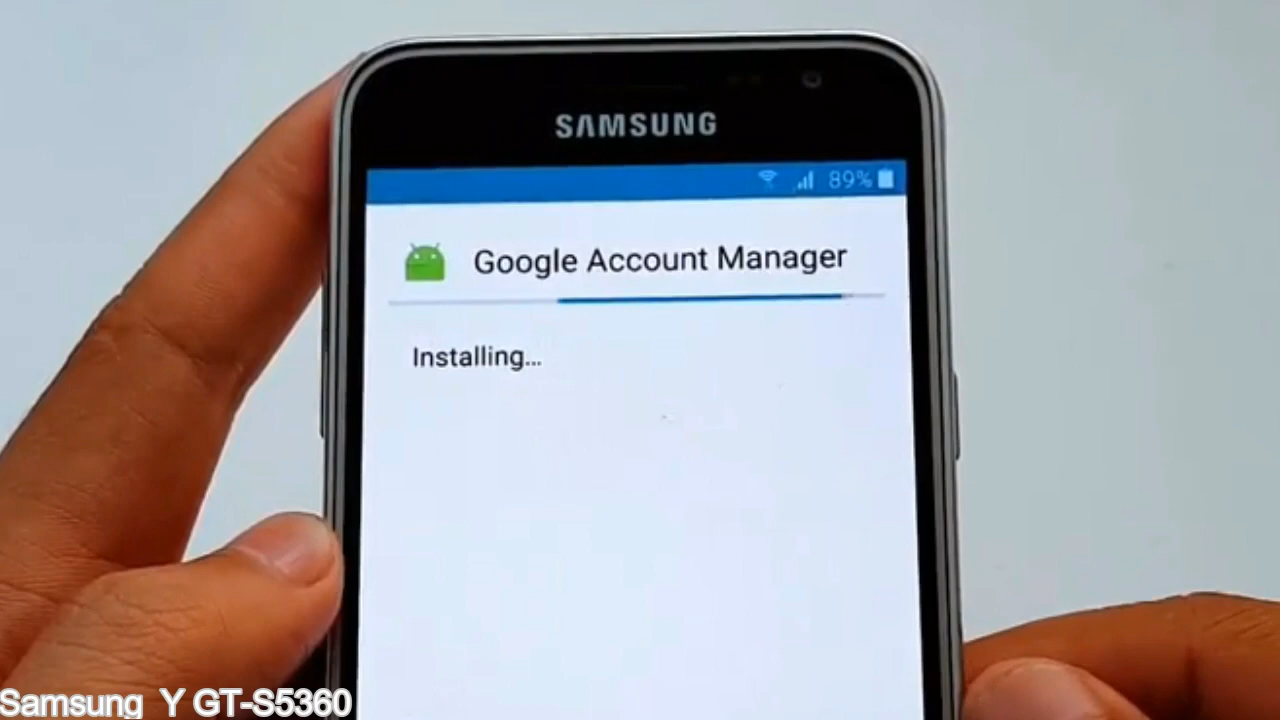 SAMSUNG
89%
Google Account Manager
Installing...
Samsung Y GT-S5360